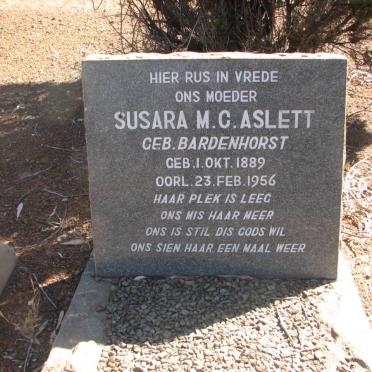 HIER RUS IN VREDE
ONS MOEDER
SUSARA M.C. ASLETT
GEB. BARDENHORST
GEB. 1. OKT. 1889
OORL. 23. FEB. 1956
HAAR PLEK IS LEEG
ONS MIS HAAR MEER
ONS IS STIL DIS GODS WIL
ONS SIEN HAAR EEN MAAL WEER